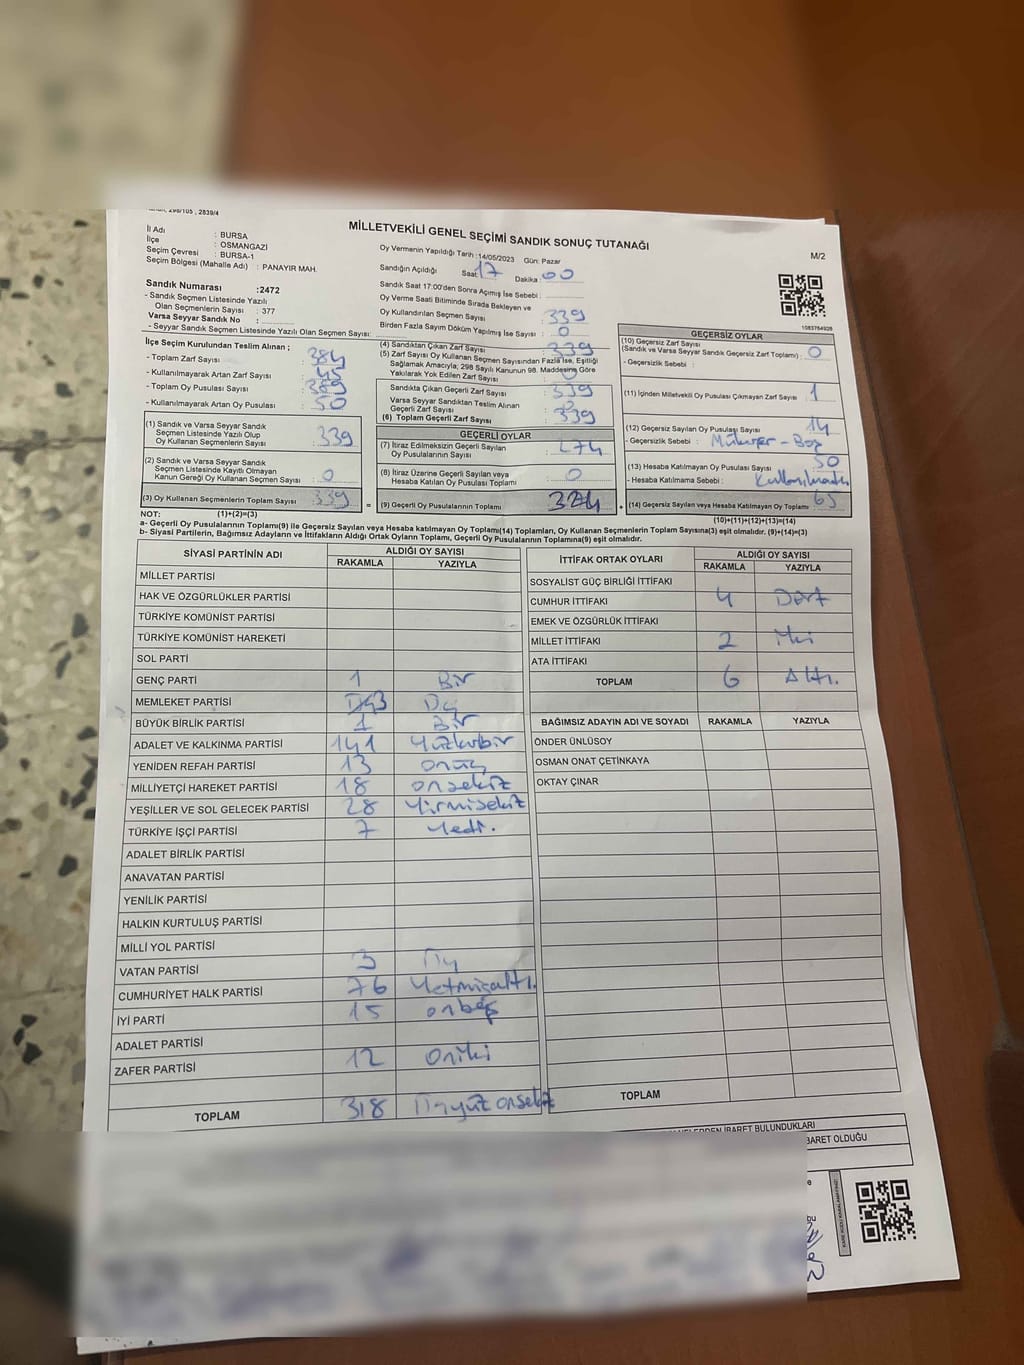 298/105 , 2839/4
MİLLETVEKİLİ GENEL SEÇİMİ SANDIK SONUÇ TUTANAĞI
M/2
İl Adı : BURSA
İlçe : OSMANGAZİ
Seçim Çevresi : BURSA-1
Seçim Bölgesi (Mahalle Adı) : PANAYIR MAH.
Oy Vermenin Yapıldığı Tarih :14/05/2023 Gün: Pazar
Sandığın Açıldığı Saat: 17 Dakika : 00
Sandık Saat 17:00'den Sonra Açımış İse Sebebi :
Oy Verme Saati Bitiminde Sırada Bekleyen ve
Oy Kullandırılan Seçmen Sayısı : 339
Birden Fazla Sayım Döküm Yapılmış İse Sayısı : 0
Sandık Numarası :2472
- Sandık Seçmen Listesinde Yazılı
Olan Seçmenlerin Sayısı : 377
Varsa Seyyar Sandık No :
- Seyyar Sandık Seçmen Listesinde Yazılı Olan Seçmen Sayısı:
1083764928
İlçe Seçim Kurulundan Teslim Alınan ;
- Toplam Zarf Sayısı : 384
- Kullanılmayarak Artan Zarf Sayısı : 45
- Toplam Oy Pusulası Sayısı : 389
- Kullanılmayarak Artan Oy Pusulası : 50
(1) Sandık ve Varsa Seyyar Sandık
Seçmen Listesinde Yazılı Olup
Oy Kullanan Seçmenlerin Sayısı : 339
(2) Sandık ve Varsa Seyyar Sandık
Seçmen Listesinde Kayıtlı Olmayan
Kanun Gereği Oy Kullanan Seçmen Sayısı : 0
(3) Oy Kullanan Seçmenlerin Toplam Sayısı : 339
(4) Sandıktan Çıkan Zarf Sayısı : 339
(5) Zarf Sayısı Oy Kullanan Seçmen Sayısından Fazla İse, Eşitliği
Sağlamak Amacıyla; 298 Sayılı Kanunun 98. Maddesine Göre
Yakılarak Yok Edilen Zarf Sayısı : 0
Sandıkta Çıkan Geçerli Zarf Sayısı : 339
Varsa Seyyar Sandıktan Teslim Alınan
Geçerli Zarf Sayısı : 0
(6) Toplam Geçerli Zarf Sayısı : 339
GEÇERLİ OYLAR
(7) İtiraz Edilmeksizin Geçerli Sayılan
Oy Pusulalarının Sayısı : 274
(8) İtiraz Üzerine Geçerli Sayılan veya
Hesaba Katılan Oy Pusulası Toplamı : 0
= (9) Geçerli Oy Pusulalarının Toplamı 324
GEÇERSİZ OYLAR
(10) Geçersiz Zarf Sayısı
(Sandık ve Varsa Seyyar Sandık Geçersiz Zarf Toplamı) : 0
- Geçersizlik Sebebi :
(11) İçinden Milletvekili Oy Pusulası Çıkmayan Zarf Sayısı : 1
(12) Geçersiz Sayılan Oy Pusulası Sayısı : 14
- Geçersizlik Sebebi : Mühürper - Boş
(13) Hesaba Katılmayan Oy Pusulası Sayısı : 50
- Hesaba Katılmama Sebebi : Kullanılmadı
+ (14) Geçersiz Sayılan veya Hesaba Katılmayan Oy Toplamı : 65
NOT: (1)+(2)=(3)
(10)+(11)+(12)+(13)=(14)
a- Geçerli Oy Pusulalarının Toplamı(9) ile Geçersiz Sayılan veya Hesaba katılmayan Oy Toplamı(14) Toplamları, Oy Kullanan Seçmenlerin Toplam Sayısına(3) eşit olmalıdır. (9)+(14)=(3)
b- Siyasi Partilerin, Bağımsız Adayların ve İttifakların Aldığı Ortak Oyların Toplamı, Geçerli Oy Pusulalarının Toplamına(9) eşit olmalıdır.
SİYASİ PARTİNİN ADI ALDIĞI OY SAYISI
RAKAMLA YAZIYLA
MİLLET PARTİSİ
HAK VE ÖZGÜRLÜKLER PARTİSİ
TÜRKİYE KOMÜNİST PARTİSİ
TÜRKİYE KOMÜNİST HAREKETİ
SOL PARTİ
GENÇ PARTİ 1 Bir
MEMLEKET PARTİSİ 3 Üç
BÜYÜK BİRLİK PARTİSİ 1 Bir
ADALET VE KALKINMA PARTİSİ 141 Yüzkırbir
YENİDEN REFAH PARTİSİ 13 onüç
MİLLİYETÇİ HAREKET PARTİSİ 18 onsekiz
YEŞİLLER VE SOL GELECEK PARTİSİ 28 Yirmisekiz
TÜRKİYE İŞÇİ PARTİSİ 7 Yedi.
ADALET BİRLİK PARTİSİ
ANAVATAN PARTİSİ
YENİLİK PARTİSİ
HALKIN KURTULUŞ PARTİSİ
MİLLİ YOL PARTİSİ
VATAN PARTİSİ 3 Üç
CUMHURİYET HALK PARTİSİ 76 Yetmişaltı.
İYİ PARTİ 15 onbeş
ADALET PARTİSİ
ZAFER PARTİSİ 12 Oniki
TOPLAM 318 Üçyüz onsekiz
İTTİFAK ORTAK OYLARI ALDIĞI OY SAYISI
RAKAMLA YAZIYLA
SOSYALİST GÜÇ BİRLİĞİ İTTİFAKI
CUMHUR İTTİFAKI 4 Dört
EMEK VE ÖZGÜRLÜK İTTİFAKI
MİLLET İTTİFAKI 2 İki
ATA İTTİFAKI
TOPLAM 6 Altı.
BAĞIMSIZ ADAYIN ADI VE SOYADI RAKAMLA YAZIYLA
ÖNDER ÜNLÜSOY
OSMAN ONAT ÇETİNKAYA
OKTAY ÇINAR
TOPLAM
İBARET BULUNDUKLARI
BARET OLDUĞU